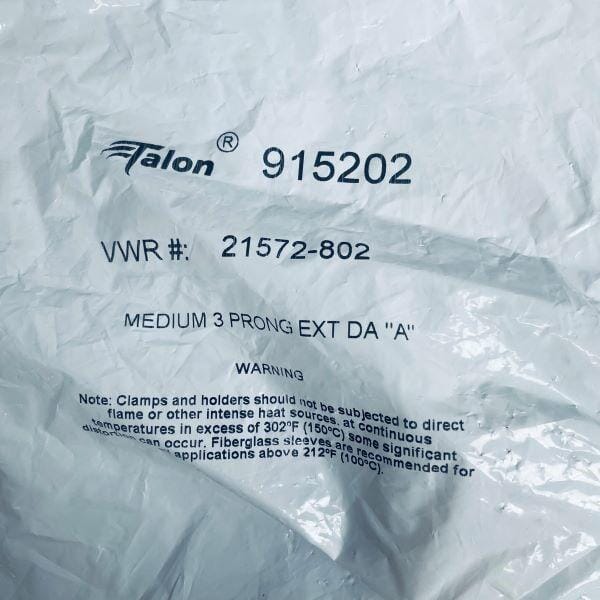 Talon® 915202
VWR #: 21572-802
MEDIUM 3 PRONG EXT DA "A"
WARNING
Note: Clamps and holders should not be subjected to direct
flame or other intense heat sources. at continuous
temperatures in excess of 302°F (150°C) some significant
can occur. Fiberglass sleeves are recommended for
applications above 212°F (100°C).